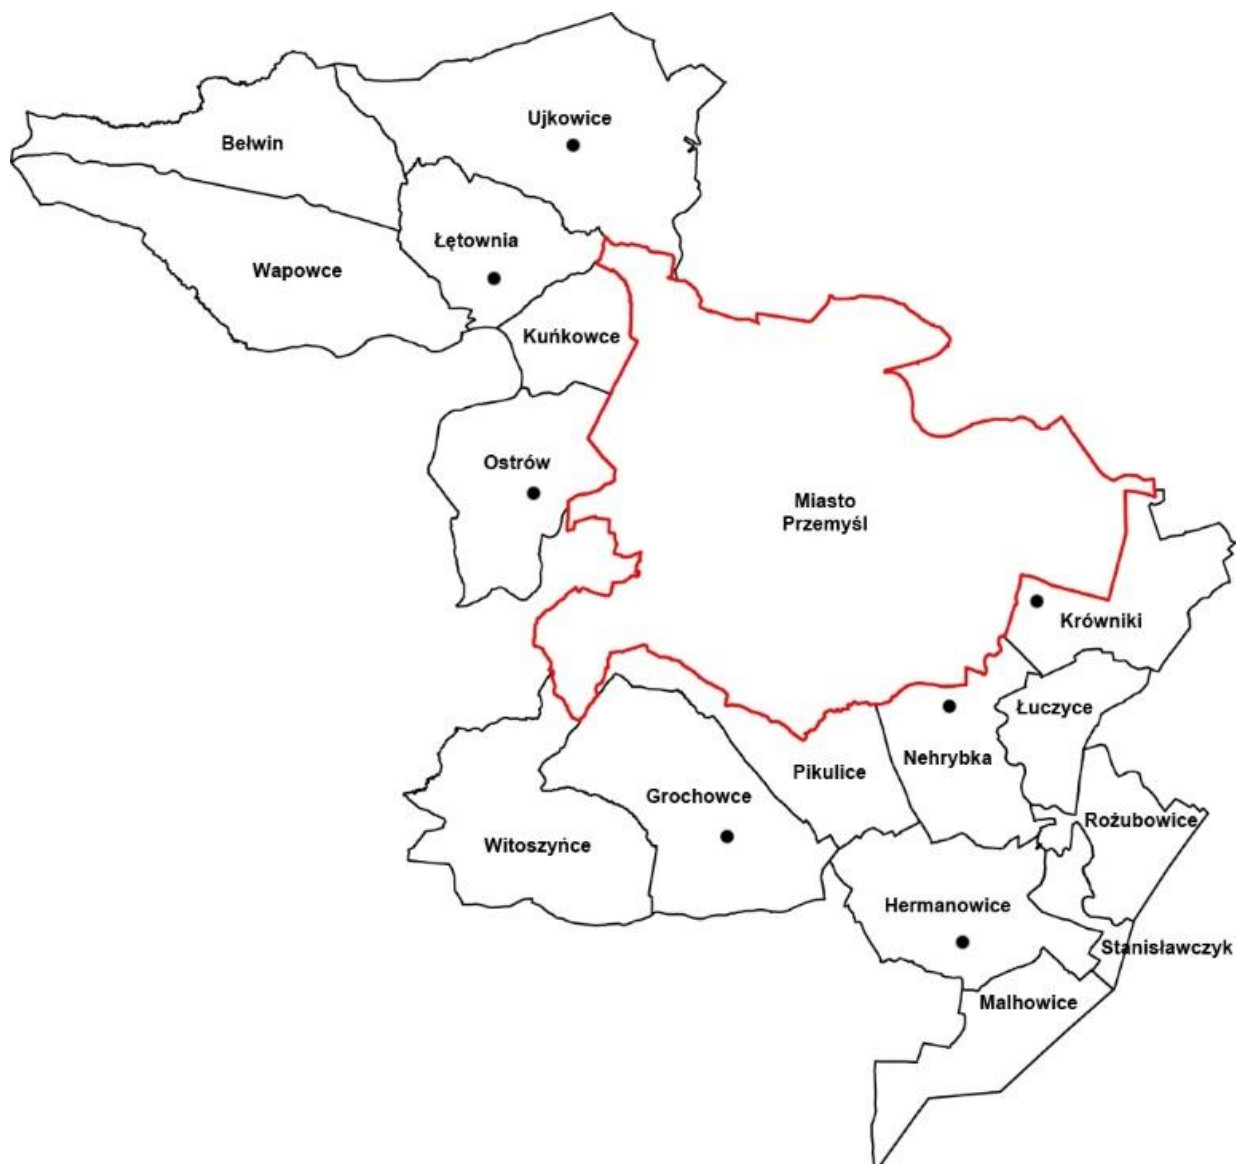 Ujkowice
Bełwin
Łętownia
Wapowce
Kuńkowce
Ostrów
Miasto
Przemyśl
Krówniki
Łuczyce
Nehrybka
Pikulice
Grochowce
Rożubowice
Witoszyńce
Hermanowice
Stanisławczyk
Malhowice